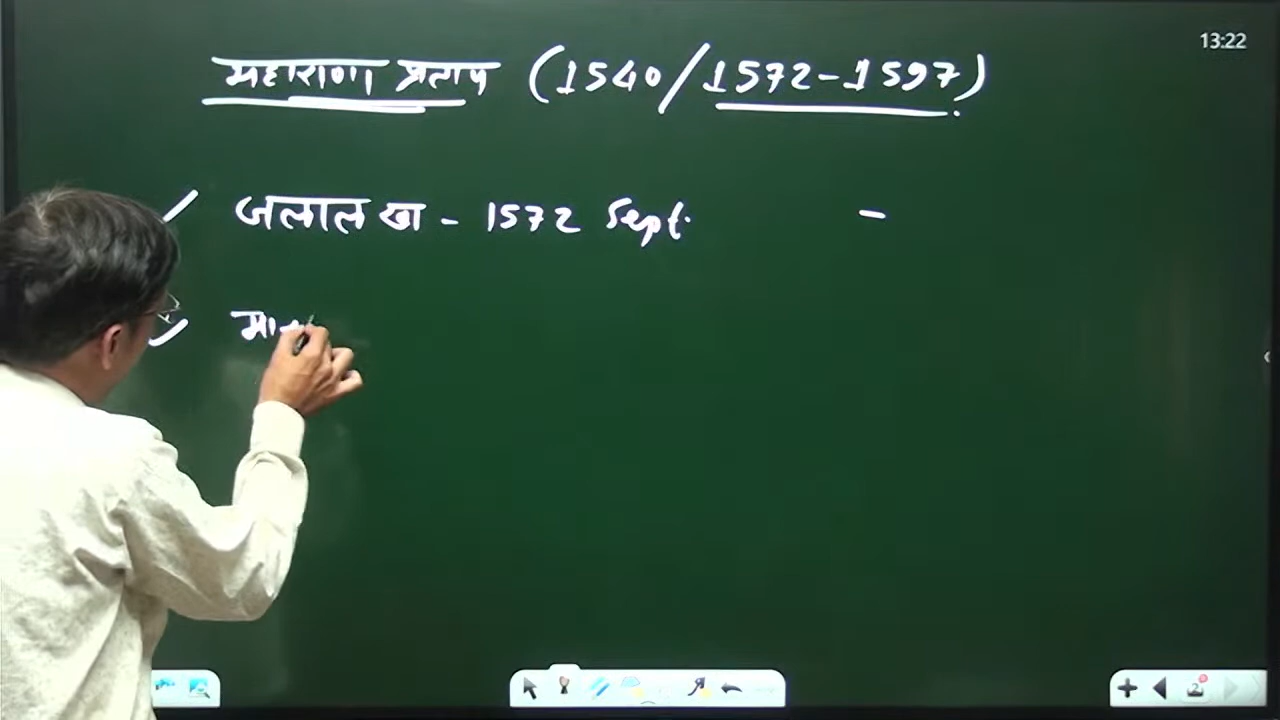 13:22
महाराणा प्रताप (1540/1572-1597)
जलाल खा - 1572 Sept. -
मा